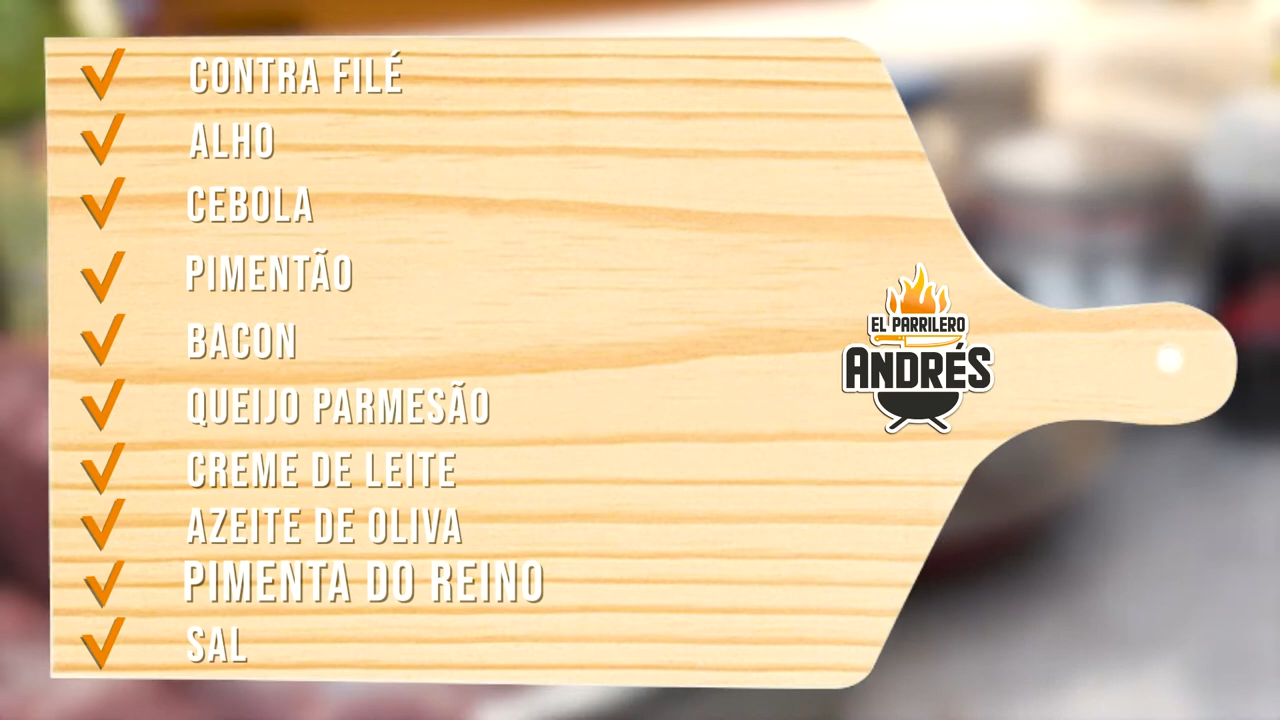 CONTRA FILÉ
ALHO
CEBOLA
PIMENTÃO
BACON
QUEIJO PARMESÃO
CREME DE LEITE
AZEITE DE OLIVA
PIMENTA DO REINO
SAL
EL PARRILERO
ANDRÉS